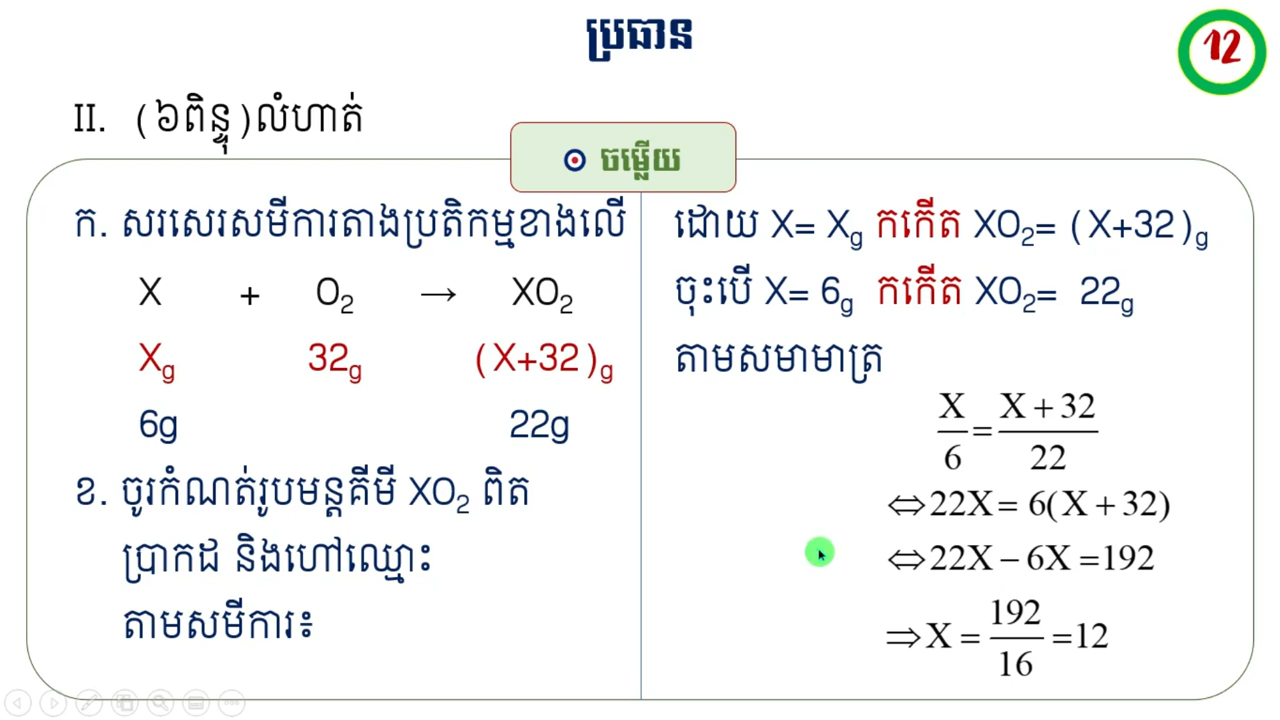 ប្រធាន
12
II. (៦ពិន្ទុ)លំហាត់
ចម្លើយ
ក. សរសេរសមីការតាងប្រតិកម្មខាងលើ
X + O₂ → XO₂
Xg 32g (X+32)g
6g 22g
ខ. ចូរកំណត់រូបមន្តគីមី XO₂ ពិត
ប្រាកដ និងហៅឈ្មោះ
តាមសមីការ៖
ដោយ X= Xg កកើត XO₂= (X+32)g
ចុះបើ X= 6g កកើត XO₂= 22g
តាមសមាមាត្រ
X/6 = (X + 32)/22
⇔22X = 6(X + 32)
⇔22X − 6X =192
⇒X = 192/16 =12